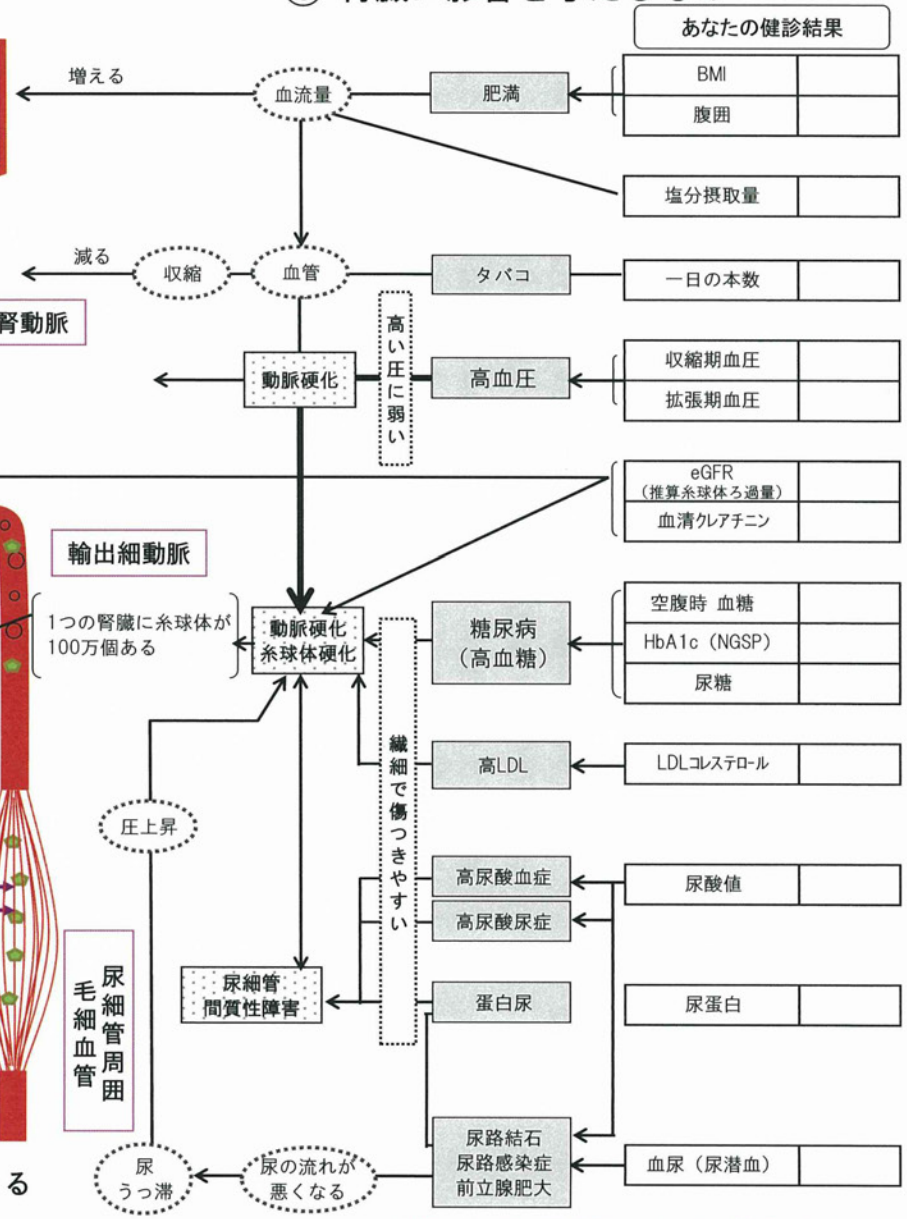 あなたの健診結果
増える
血流量
肥満
BMI
腹囲
塩分摂取量
減る
収縮
血管
タバコ
一日の本数
腎動脈
高い圧に弱い
動脈硬化
高血圧
収縮期血圧
拡張期血圧
eGFR
(推算糸球体ろ過量)
血清クレアチニン
輸出細動脈
1つの腎臓に糸球体が
100万個ある
動脈硬化
糸球体硬化
糖尿病
(高血糖)
空腹時 血糖
HbA1c (NGSP)
尿糖
繊細で傷つきやすい
高LDL
LDLコレステロール
圧上昇
高尿酸血症
尿酸値
高尿酸尿症
尿細管周囲
毛細血管
尿細管
間質性障害
蛋白尿
尿蛋白
尿路結石
尿路感染症
前立腺肥大
血尿(尿潜血)
尿の流れが
悪くなる
尿
うっ滞
る